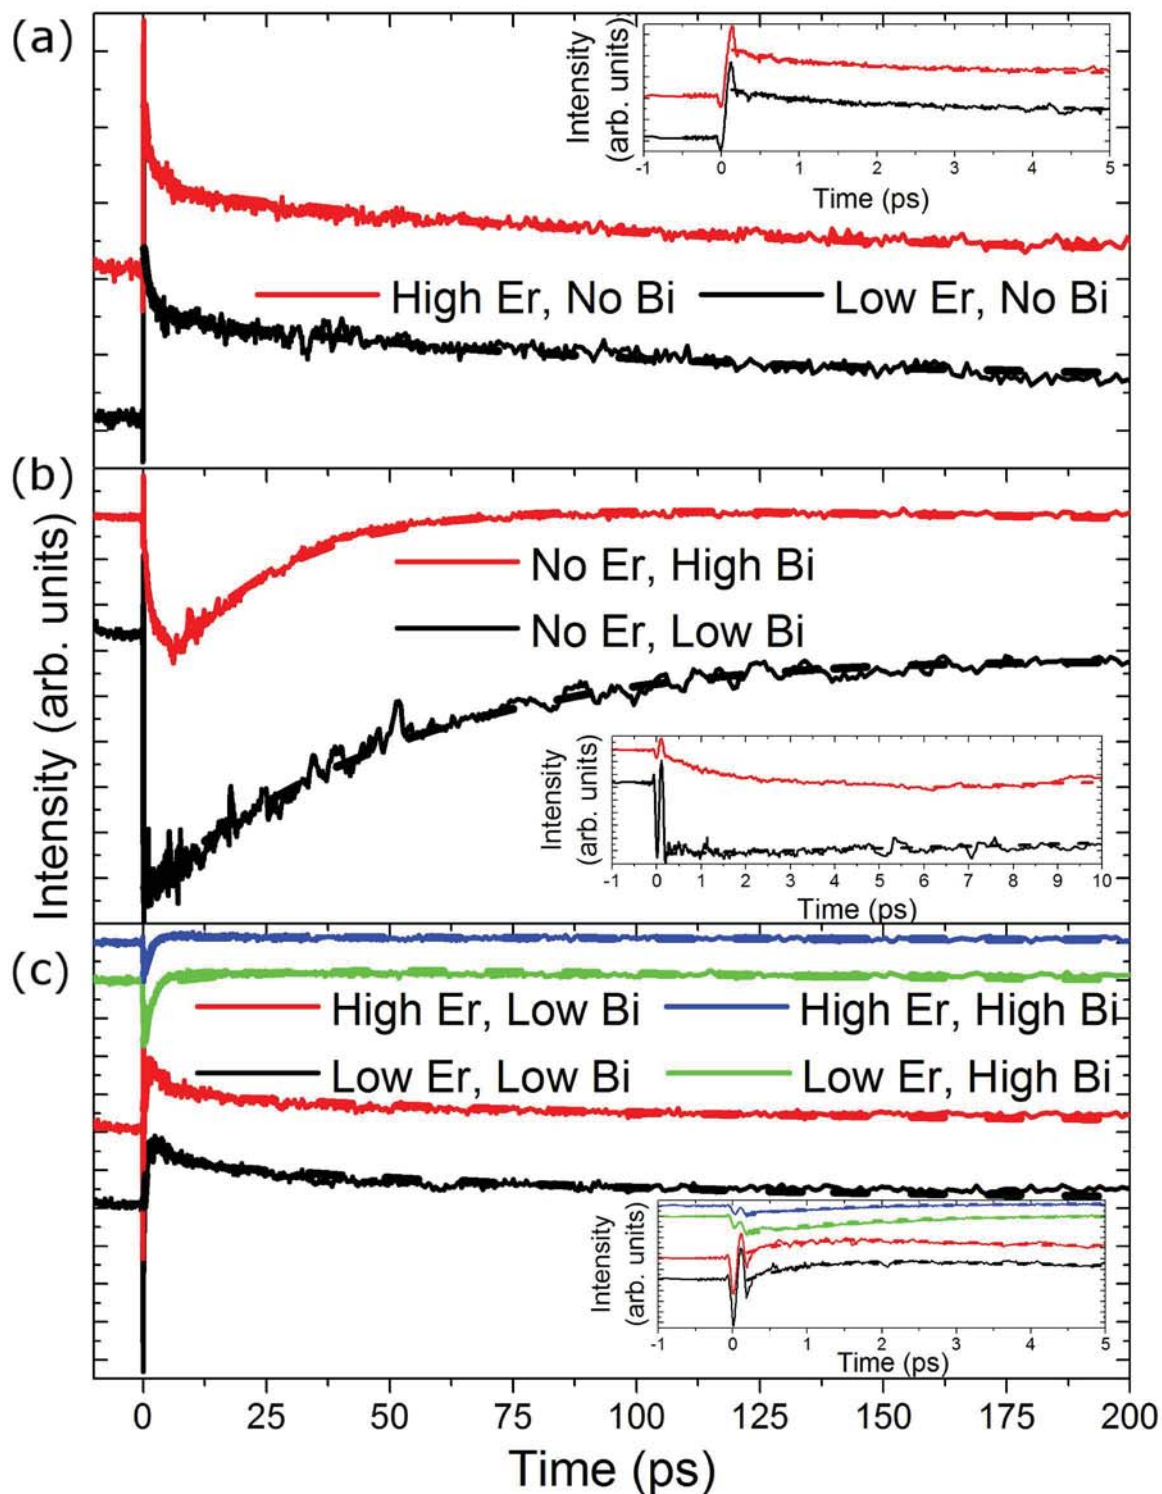 (a)
Intensity
(arb. units)
-1 0 1 2 3 4 5
Time (ps)
High Er, No Bi
Low Er, No Bi
(b)
Intensity (arb. units)
No Er, High Bi
No Er, Low Bi
Intensity
(arb. units)
-1 0 1 2 3 4 5 6 7 8 9 10
Time (ps)
(c)
High Er, Low Bi
High Er, High Bi
Low Er, Low Bi
Low Er, High Bi
Intensity
(arb. units)
-1 0 1 2 3 4 5
Time (ps)
0 25 50 75 100 125 150 175 200
Time (ps)